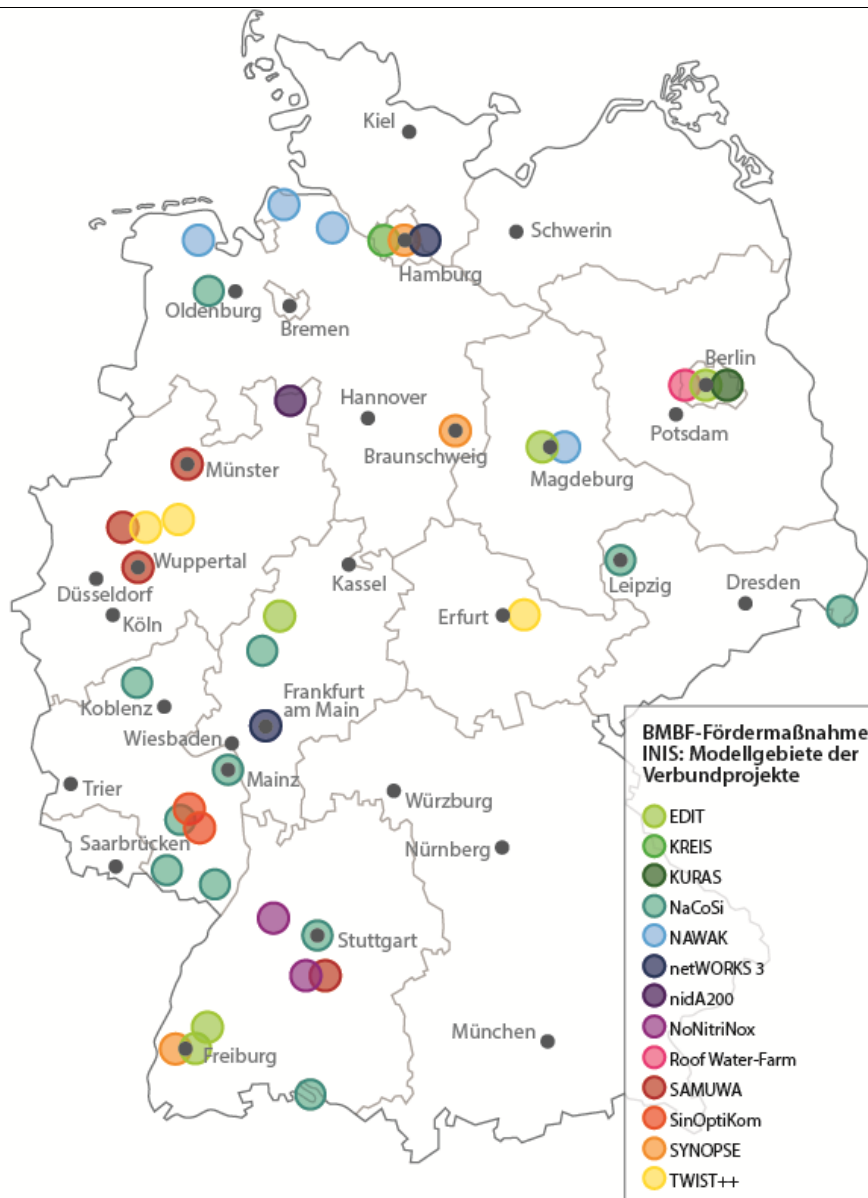 Kiel
Schwerin
Hamburg
Oldenburg
Bremen
Berlin
Hannover
Potsdam
Braunschweig
Magdeburg
Münster
Wuppertal
Kassel
Leipzig
Dresden
Düsseldorf
Köln
Erfurt
Frankfurt
am Main
Koblenz
Wiesbaden
Mainz
Trier
Würzburg
Saarbrücken
Nürnberg
Stuttgart
München
Freiburg
BMBF-Fördermaßnahme
INIS: Modellgebiete der
Verbundprojekte
EDIT
KREIS
KURAS
NaCoSi
NAWAK
netWORKS 3
nidA200
NoNitriNox
Roof Water-Farm
SAMUWA
SinOptiKom
SYNOPSE
TWIST++